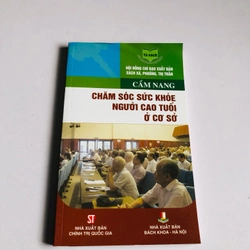 HỘI ĐỒNG CHỈ ĐẠO XUẤT BẢN
SÁCH XÃ, PHƯỜNG, THỊ TRẤN
CẨM NANG
CHĂM SÓC SỨC KHỎE
NGƯỜI CAO TUỔI
Ở CƠ SỞ
ST
NHÀ XUẤT BẢN
CHÍNH TRỊ QUỐC GIA
NHÀ XUẤT BẢN
BÁCH KHOA - HÀ NỘI